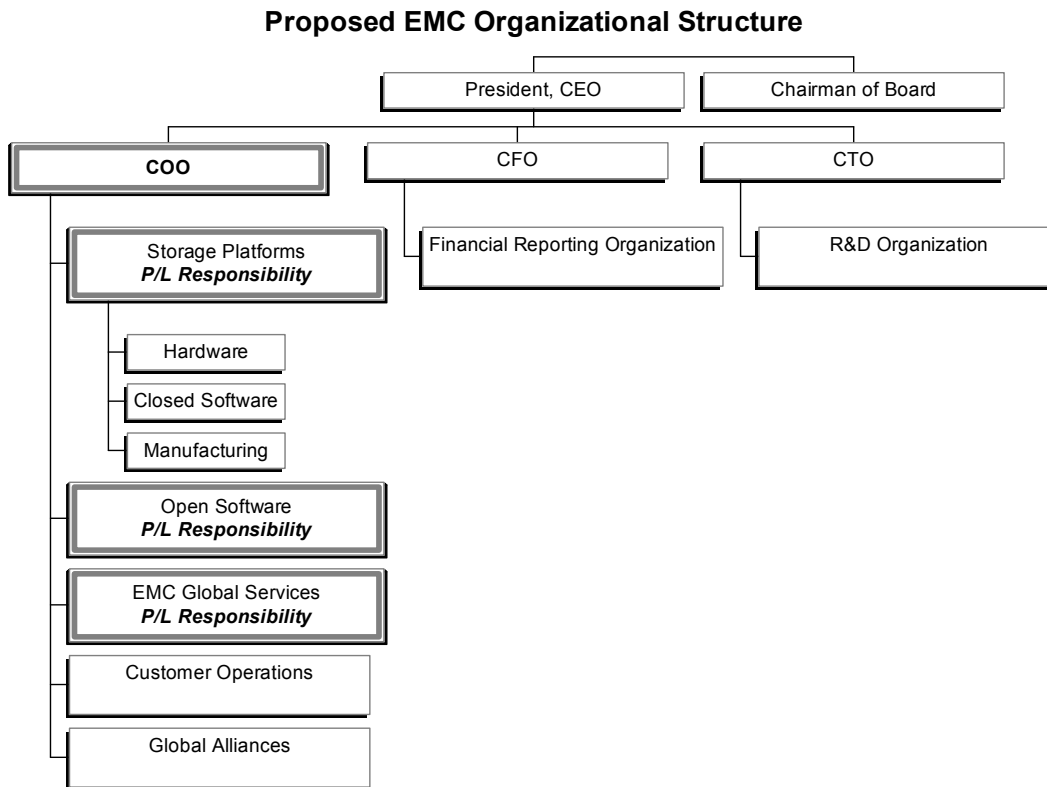 Proposed EMC Organizational Structure
President, CEO
Chairman of Board
COO
CFO
CTO
Storage Platforms
P/L Responsibility
Financial Reporting Organization
R&D Organization
Hardware
Closed Software
Manufacturing
Open Software
P/L Responsibility
EMC Global Services
P/L Responsibility
Customer Operations
Global Alliances